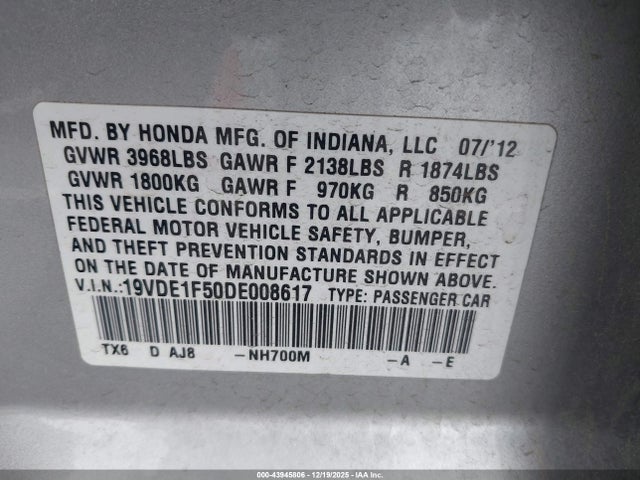 MFD. BY HONDA MFG. OF INDIANA, LLC 07/'12
GVWR 3968LBS GAWR F 2138LBS R 1874LBS
GVWR 1800KG GAWR F 970KG R 850KG
THIS VEHICLE CONFORMS TO ALL APPLICABLE
FEDERAL MOTOR VEHICLE SAFETY, BUMPER,
AND THEFT PREVENTION STANDARDS IN EFFECT
ON THE DATE OF MANUFACTURE SHOWN ABOVE.
V.I.N.:19VDE1F50DE008617 TYPE: PASSENGER CAR
TX6 D AJ8 -NH700M -A -E
000-43945806 - 12/19/2025 - IAAI.COM